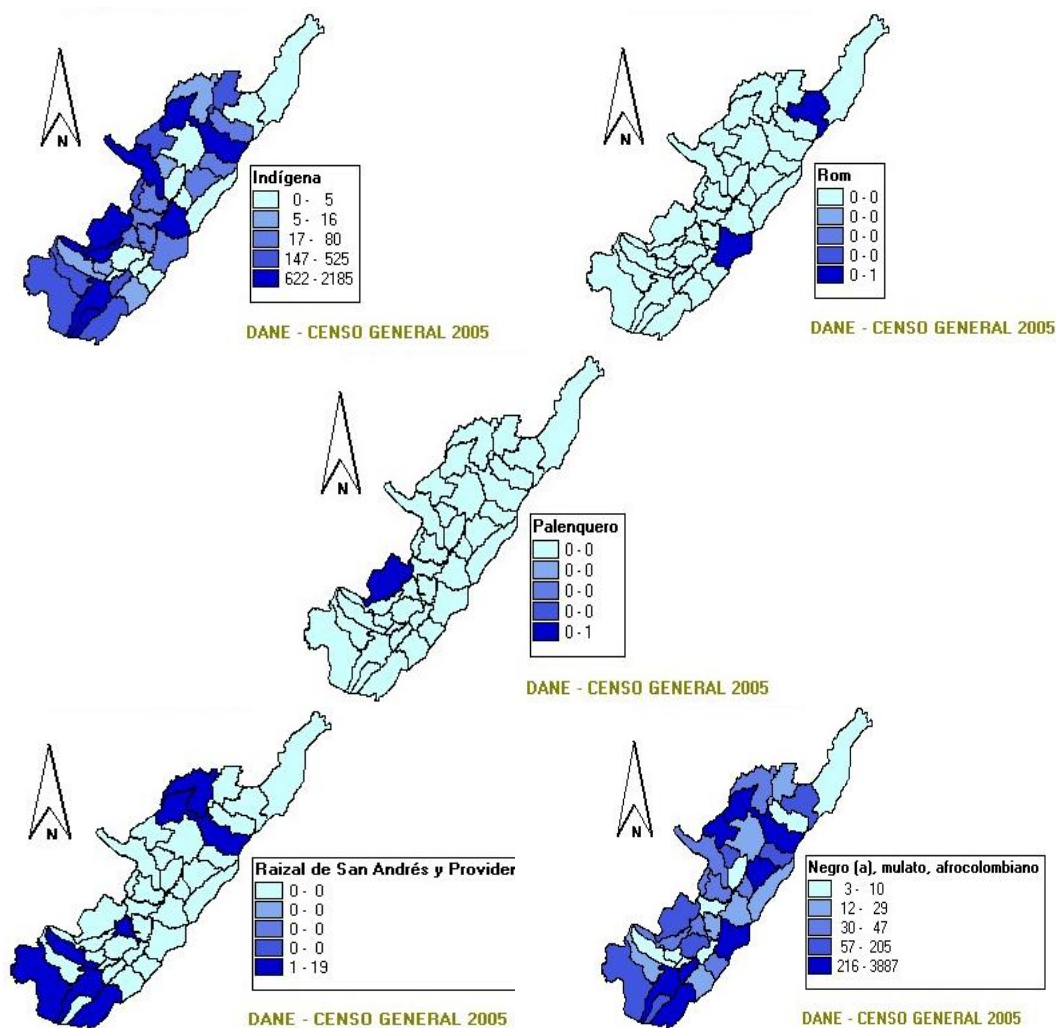 N
Indígena
0 - 5
5 - 16
17 - 80
147 - 525
622 - 2185
DANE - CENSO GENERAL 2005
N
Rom
0 - 0
0 - 0
0 - 0
0 - 0
0 - 1
DANE - CENSO GENERAL 2005
N
Palenquero
0 - 0
0 - 0
0 - 0
0 - 0
0 - 1
DANE - CENSO GENERAL 2005
N
Raizal de San Andrés y Provider
0 - 0
0 - 0
0 - 0
0 - 0
1 - 19
DANE - CENSO GENERAL 2005
N
Negro (a), mulato, afrocolombiano
3 - 10
12 - 29
30 - 47
57 - 205
216 - 3887
DANE - CENSO GENERAL 2005